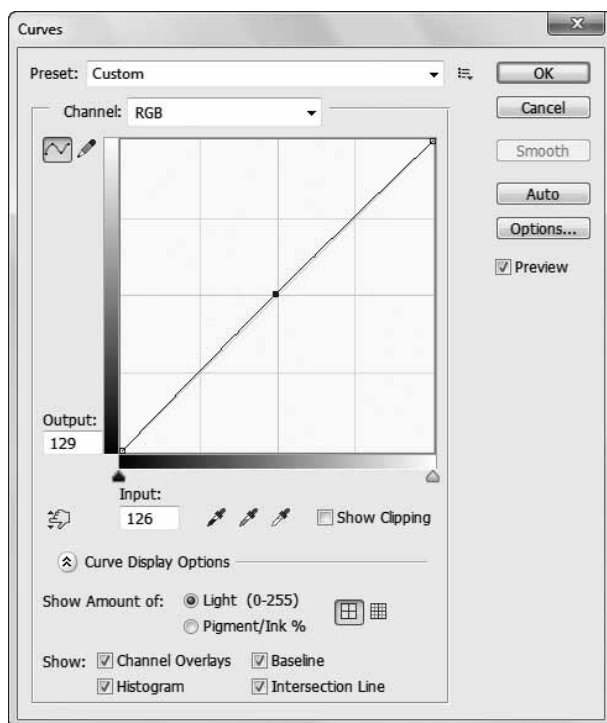 Curves
Preset: Custom
OK
Channel: RGB
Cancel
Smooth
Auto
Options...
Preview
Output:
129
Input:
126
Show Clipping
Curve Display Options
Show Amount of: Light (0-255)
Pigment/Ink %
Show: Channel Overlays Baseline
Histogram Intersection Line